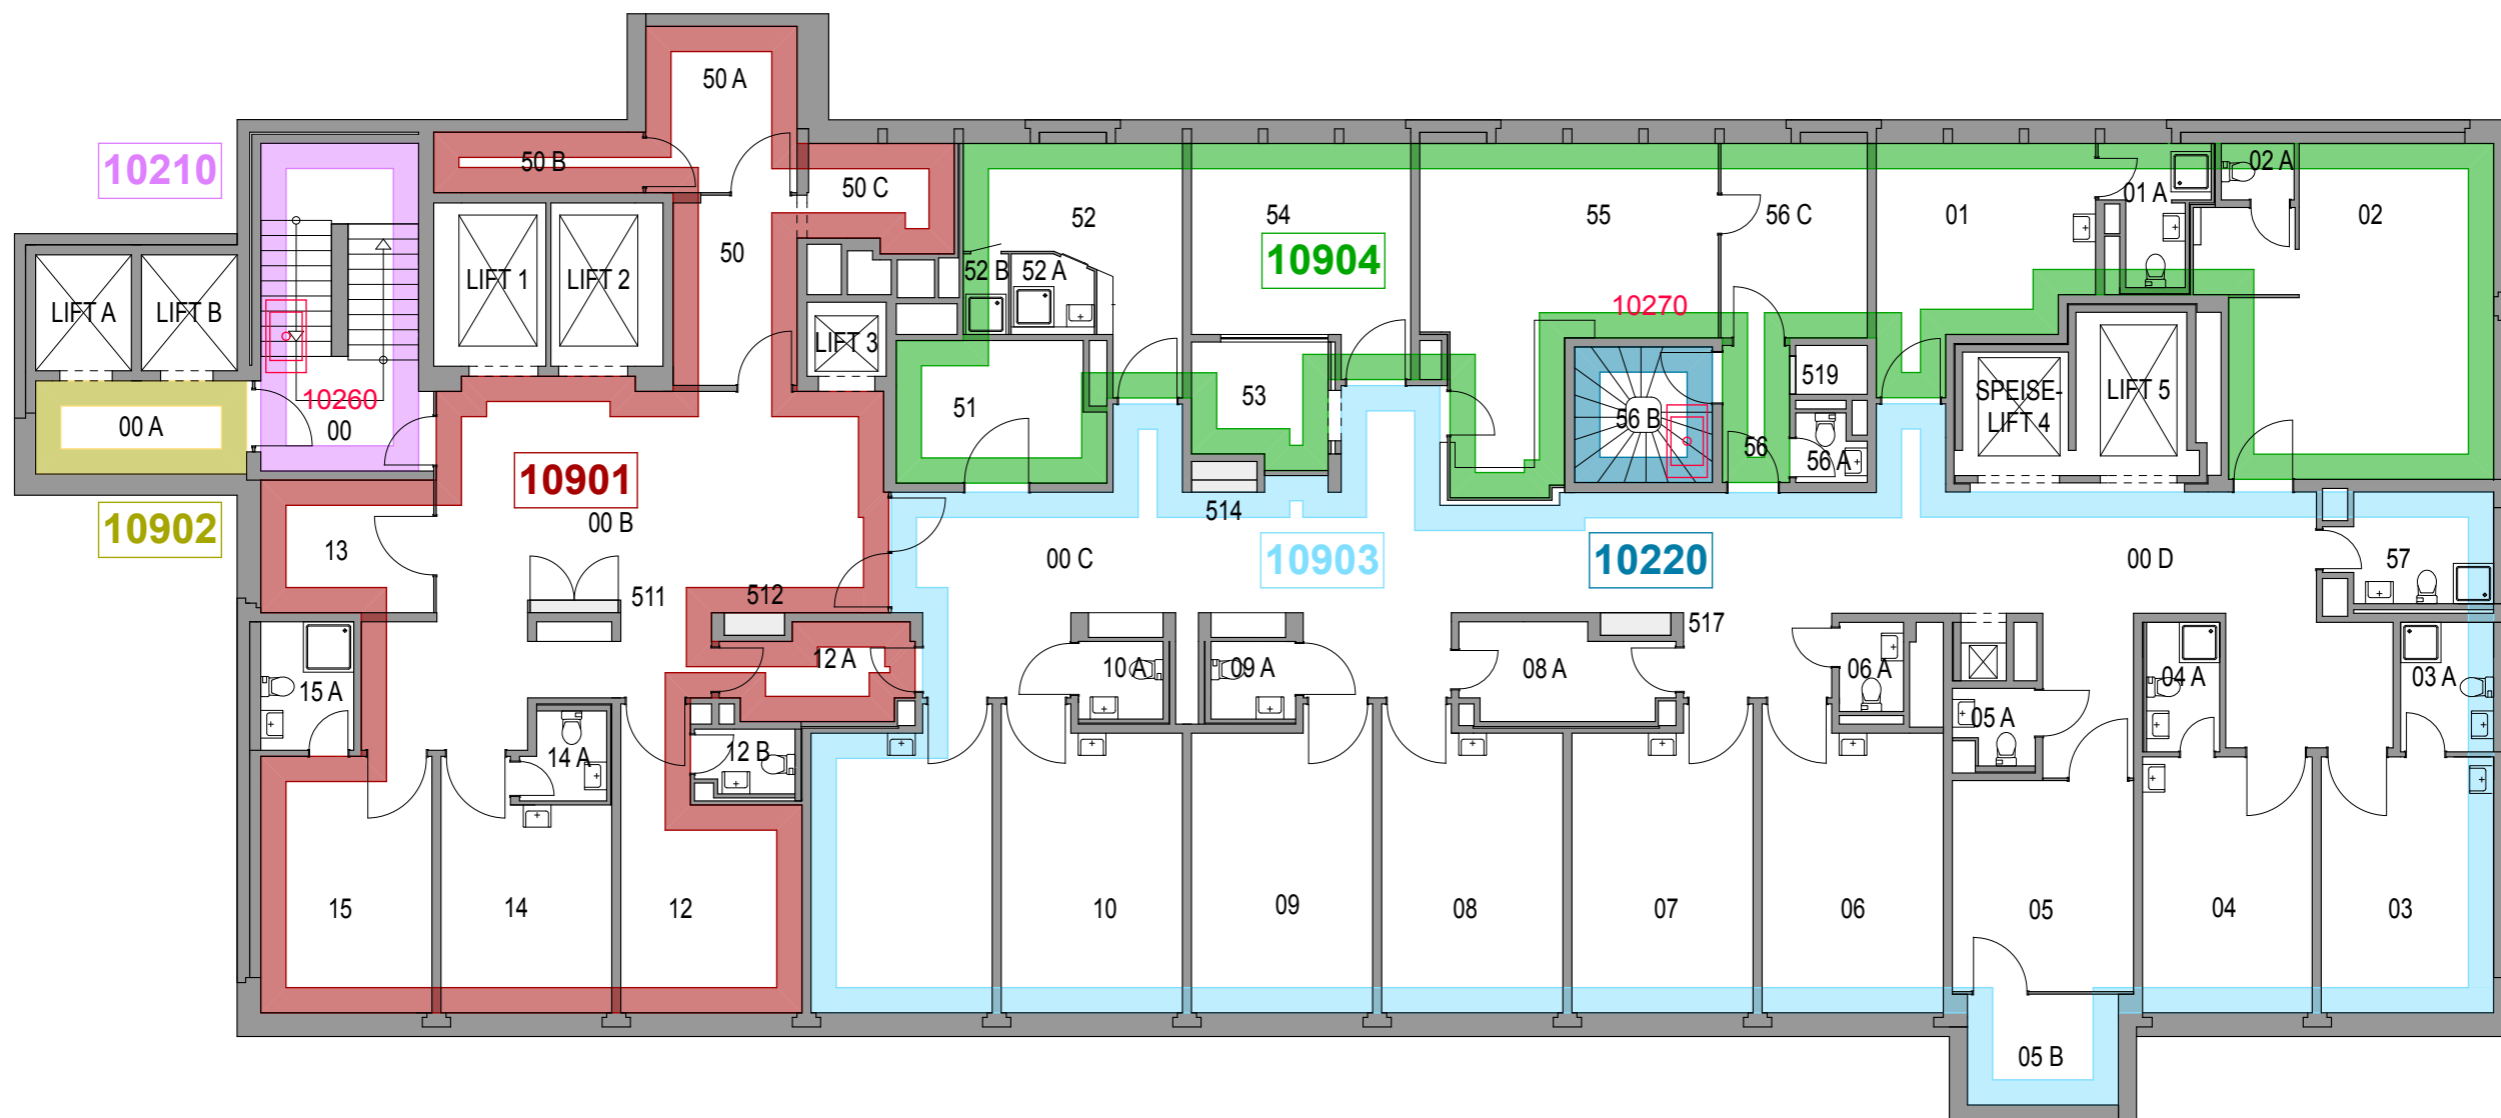 50 A
50 B
10210
50 C
52
54
55
56 C
01
01 A
02 A
02
50
10904
LIFT A
LIFT B
LIFT 1
LIFT 2
52 B
52 A
10270
LIFT 3
519
SPEISE-
LIFT 4
LIFT 5
10260
00 A
00
51
53
56 B
56
56 A
10901
10902
00 B
514
13
00 C
10903
10220
00 D
57
511
512
517
15 A
12 A
10 A
09 A
08 A
06 A
05 A
04 A
03 A
14 A
12 B
15
14
12
10
09
08
07
06
05
04
03
05 B